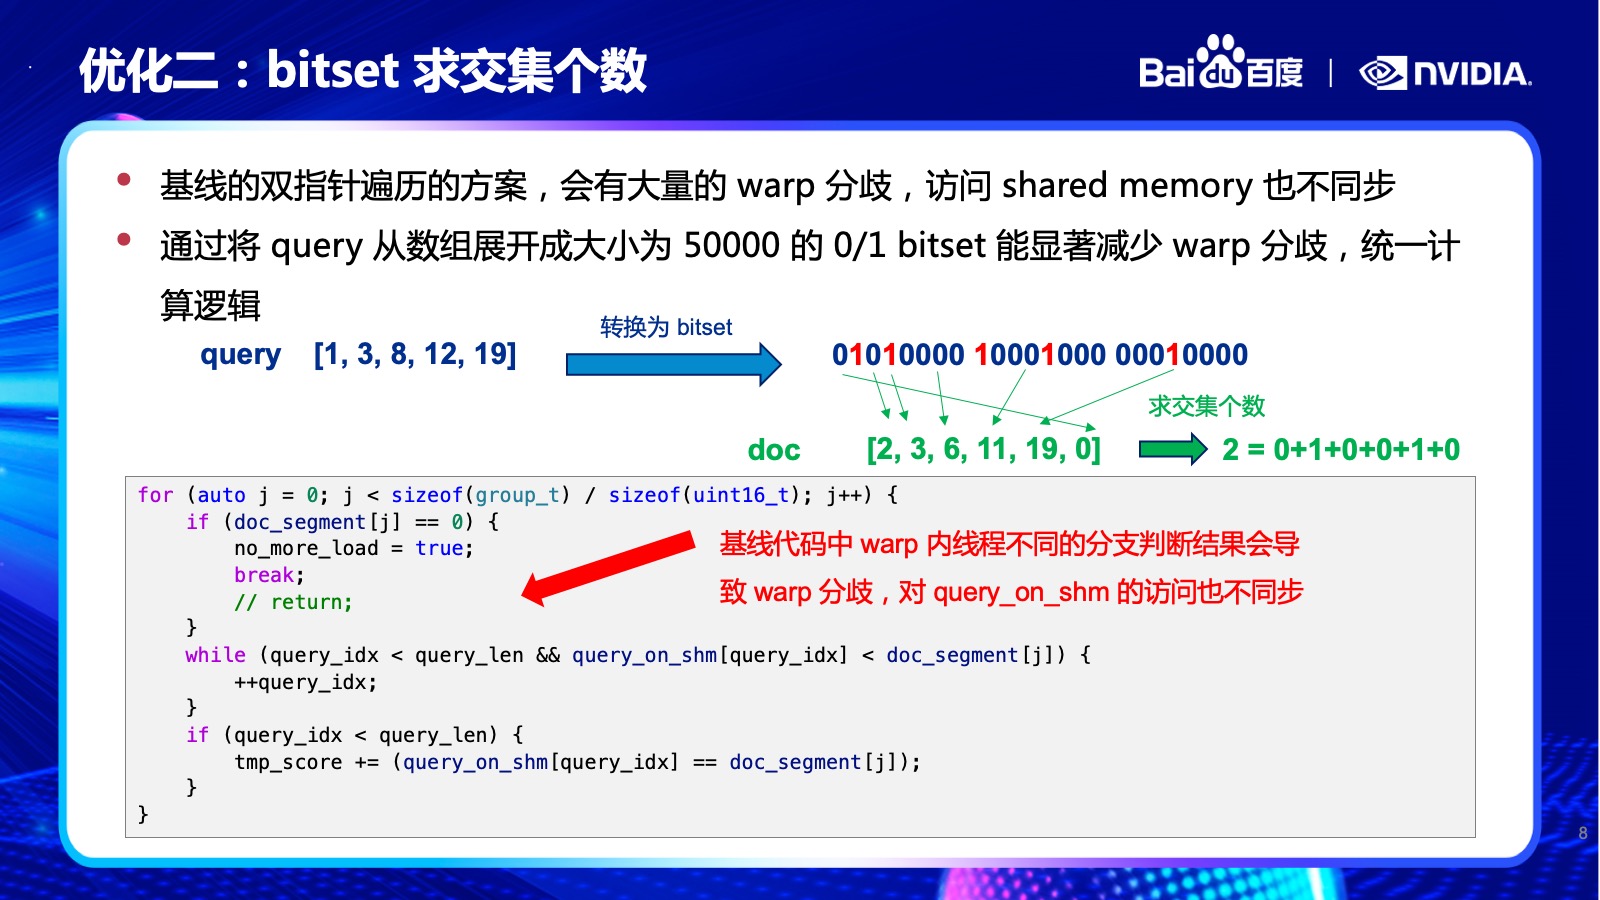 优化二：bitset 求交集个数
Baidu百度 | NVIDIA.
• 基线的双指针遍历的方案，会有大量的 warp 分歧，访问 shared memory 也不同步
• 通过将 query 从数组展开成大小为 50000 的 0/1 bitset 能显著减少 warp 分歧，统一计
算逻辑
转换为 bitset
query [1, 3, 8, 12, 19]
01010000 10001000 00010000
求交集个数
doc [2, 3, 6, 11, 19, 0]
2 = 0+1+0+0+1+0
for (auto j = 0; j < sizeof(group_t) / sizeof(uint16_t); j++) {
    if (doc_segment[j] == 0) {
        no_more_load = true;
        break;
        // return;
    }
    while (query_idx < query_len && query_on_shm[query_idx] < doc_segment[j]) {
        ++query_idx;
    }
    if (query_idx < query_len) {
        tmp_score += (query_on_shm[query_idx] == doc_segment[j]);
    }
}
基线代码中 warp 内线程不同的分支判断结果会导
致 warp 分歧，对 query_on_shm 的访问也不同步
8